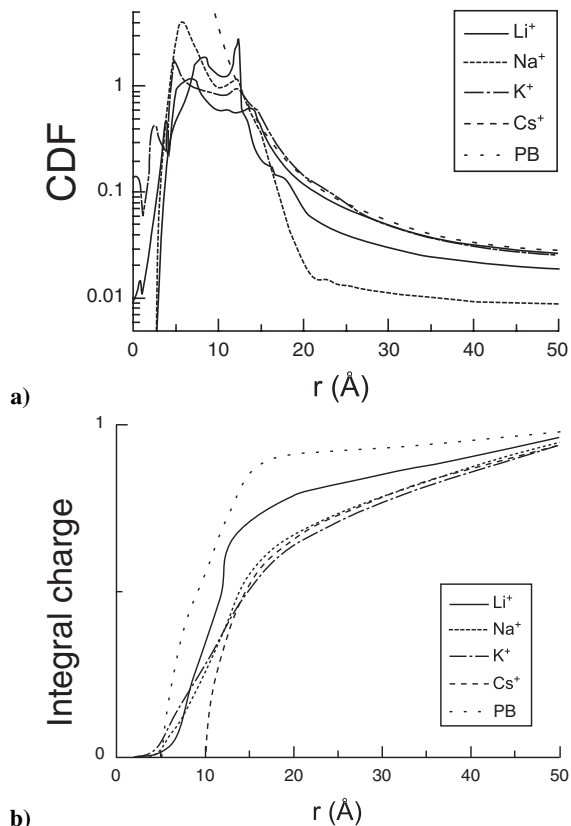 CDF
1
0.1
0.01
0 10 20 30 40 50
r (Å)
Li⁺
Na⁺
K⁺
Cs⁺
PB
a)
Integral charge
1
0
0 10 20 30 40 50
r (Å)
Li⁺
Na⁺
K⁺
Cs⁺
PB
b)